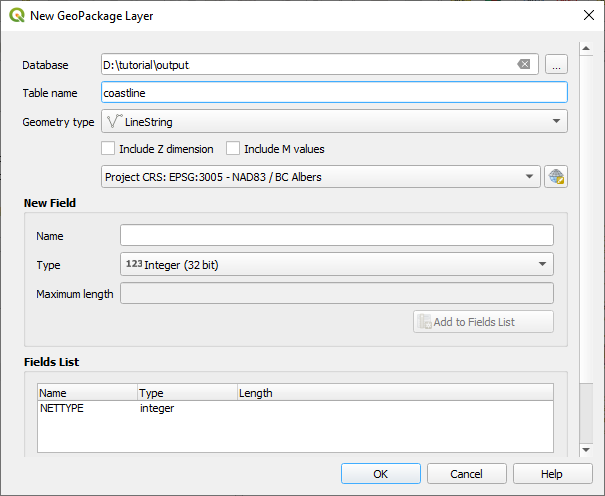 New GeoPackage Layer
Database D:\tutorial\output ...
Table name coastline
Geometry type LineString
Include Z dimension Include M values
Project CRS: EPSG:3005 - NAD83 / BC Albers
New Field
Name
Type 123 Integer (32 bit)
Maximum length
Add to Fields List
Fields List
Name Type Length
NETTYPE integer
OK Cancel Help